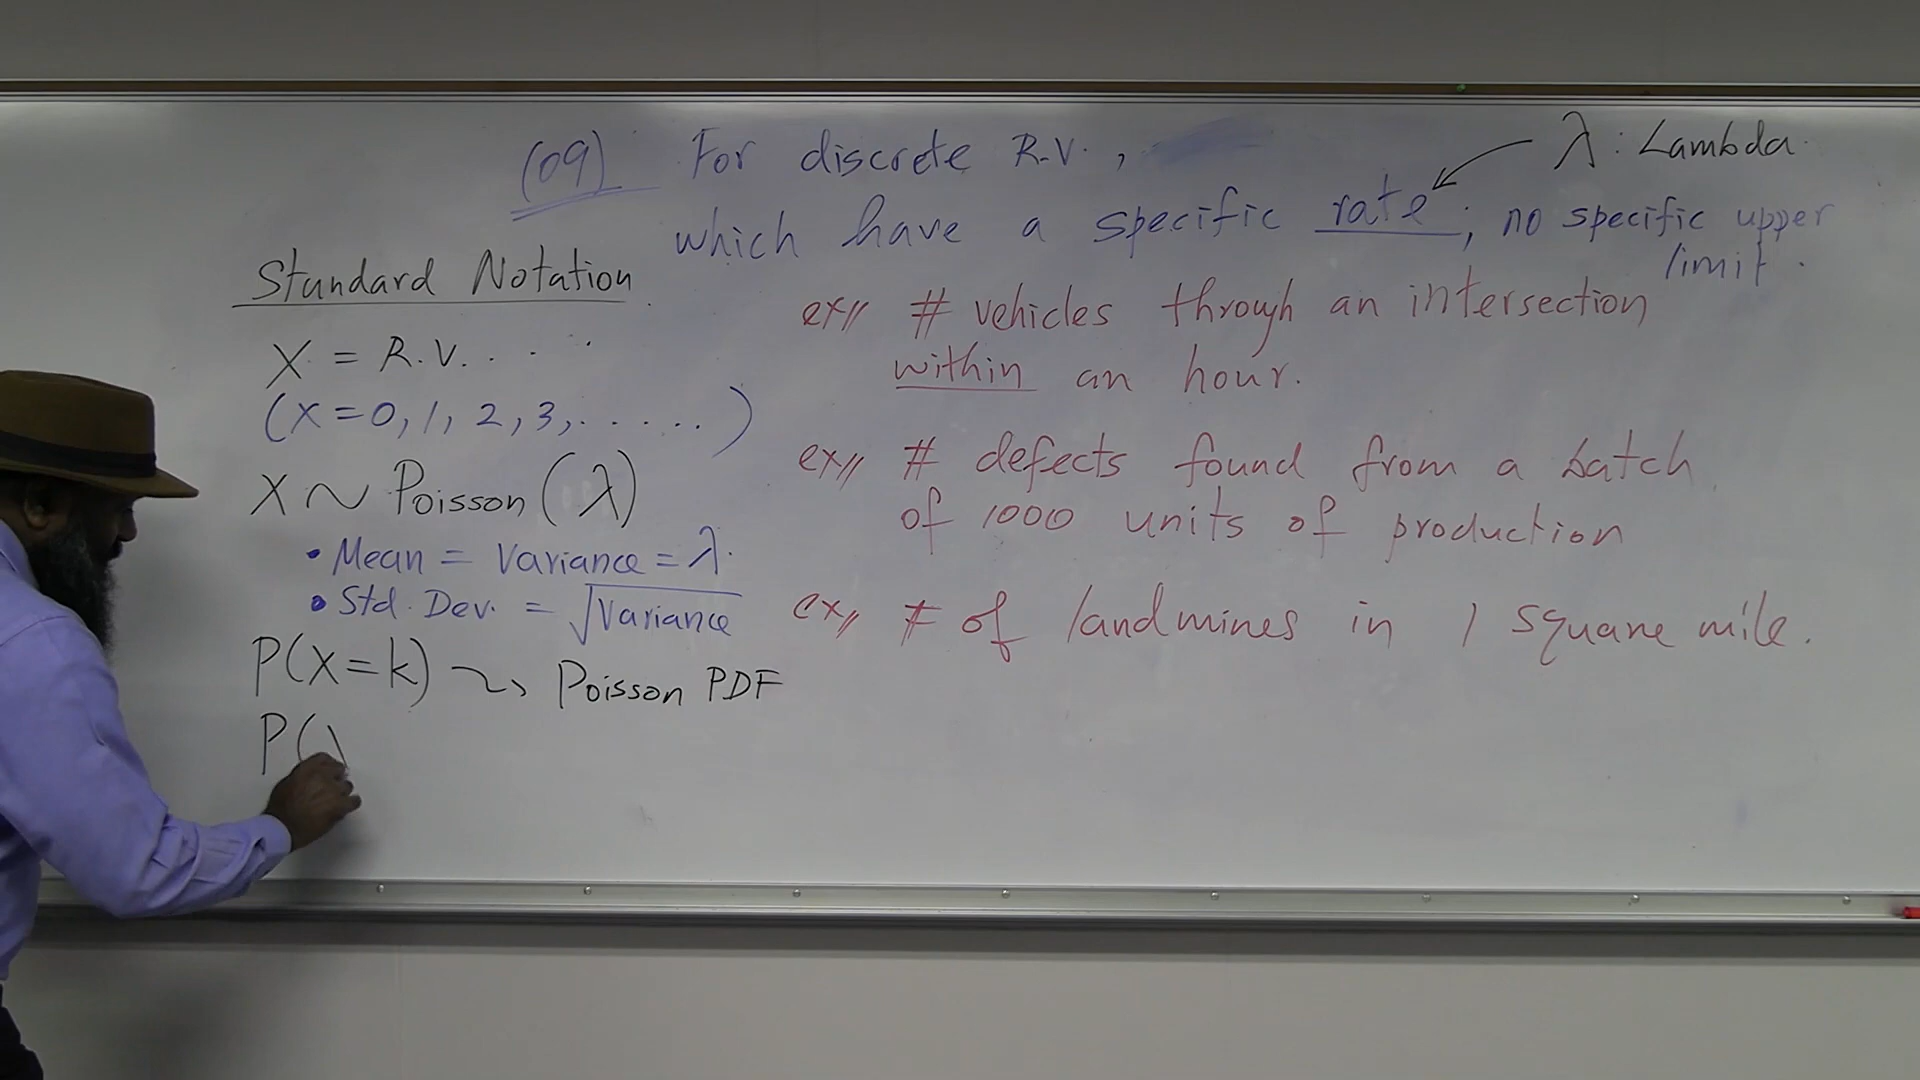 (09) For discrete R.V.,
λ : Lambda.
which have a specific rate; no specific upper
limit.
Standard Notation.
X = R.V. . . .
(X = 0, 1, 2, 3, . . . . . )
X ~ Poisson (λ)
• Mean = Variance = λ.
• Std. Dev. = √Variance
P(X=k) ⤳ Poisson PDF
P(
ex// # vehicles through an intersection
within an hour.
ex// # defects found from a batch
of 1000 units of production
ex// # of landmines in 1 square mile.